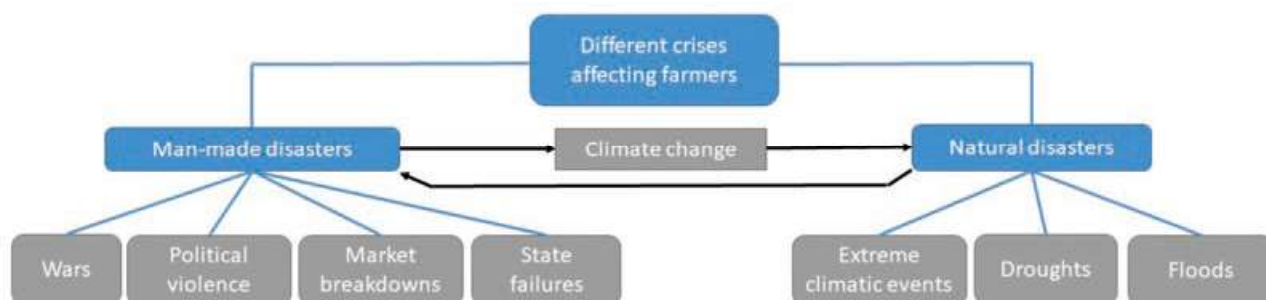 Different crises
affecting farmers
Man-made disasters
Climate change
Natural disasters
Wars
Political
violence
Market
breakdowns
State
failures
Extreme
climatic events
Droughts
Floods